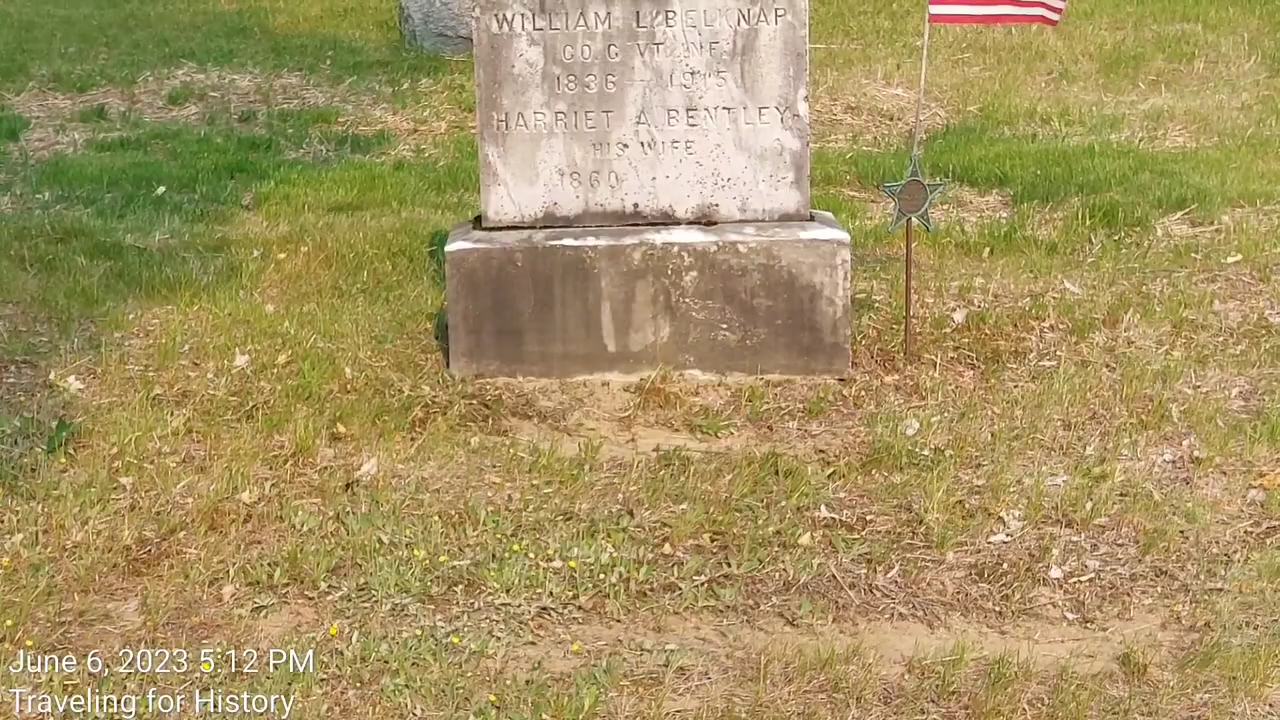 WILLIAM L. BELKNAP
CO. G VT. INF.
1836 — 1915
HARRIET A. BENTLEY
HIS WIFE
1860
June 6, 2023 5:12 PM
Traveling for History